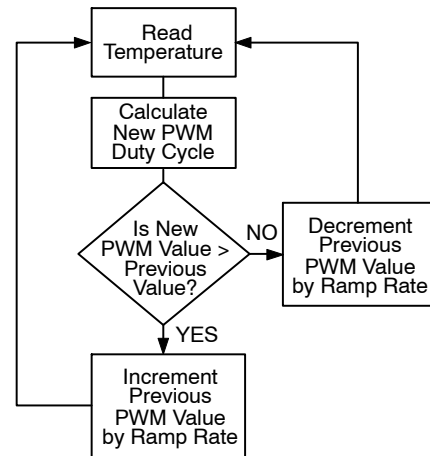 Read
Temperature
Calculate
New PWM
Duty Cycle
Is New
PWM Value >
Previous
Value?
NO
Decrement
Previous
PWM Value
by Ramp Rate
YES
Increment
Previous
PWM Value
by Ramp Rate